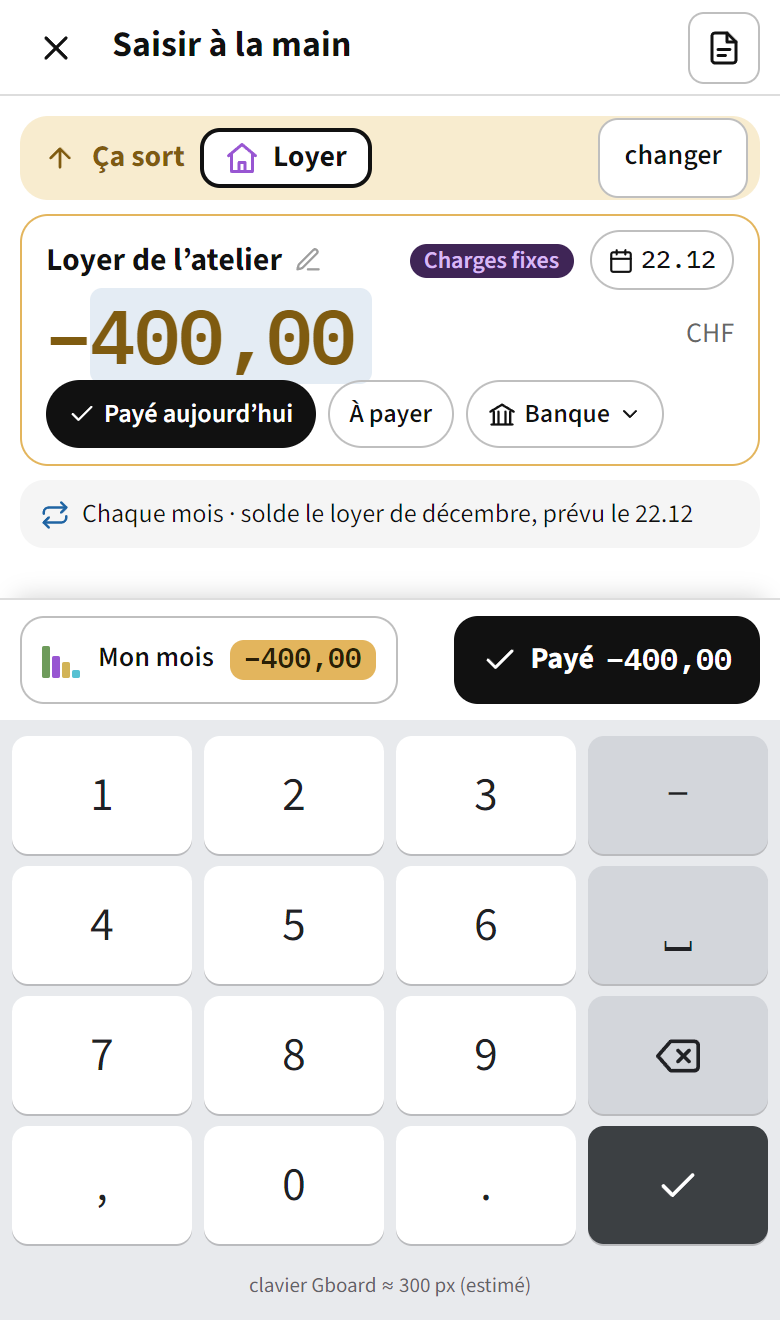 Saisir à la main
Ça sort Loyer changer
Loyer de l’atelier Charges fixes 22.12
−400,00 CHF
Payé aujourd’hui À payer Banque
Chaque mois · solde le loyer de décembre, prévu le 22.12
Mon mois −400,00 Payé −400,00
1 2 3 −
4 5 6 ⎵
7 8 9
, 0 .
clavier Gboard ≈ 300 px (estimé)